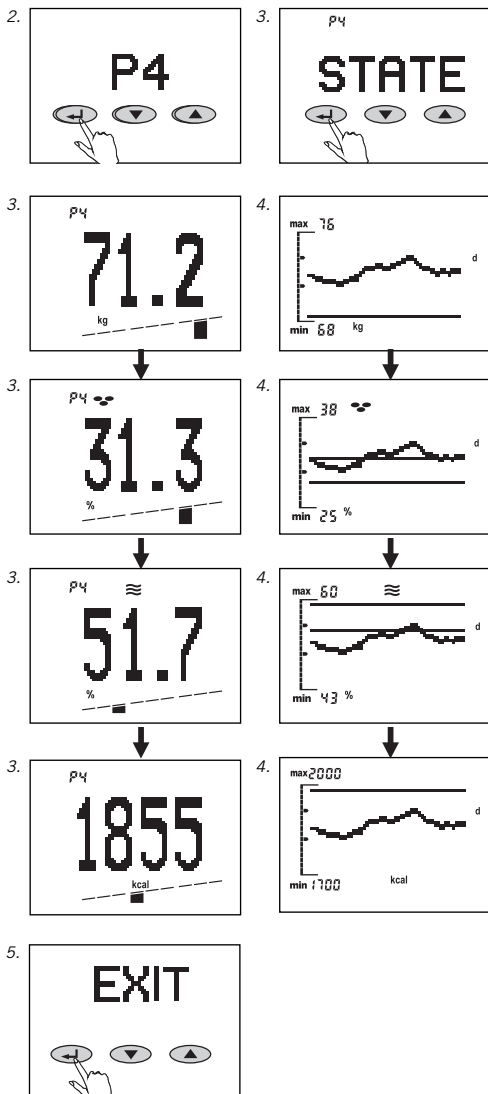 2.
P4
3.
P4
STATE
3.
P4
71.2
kg
4.
max 76
d
min 68 kg
3.
P4
31.3
%
4.
max 38
d
min 25 %
3.
P4
51.7
%
4.
max 60
d
min 43 %
3.
P4
1855
kcal
4.
max 2000
d
min 1700 kcal
5.
EXIT